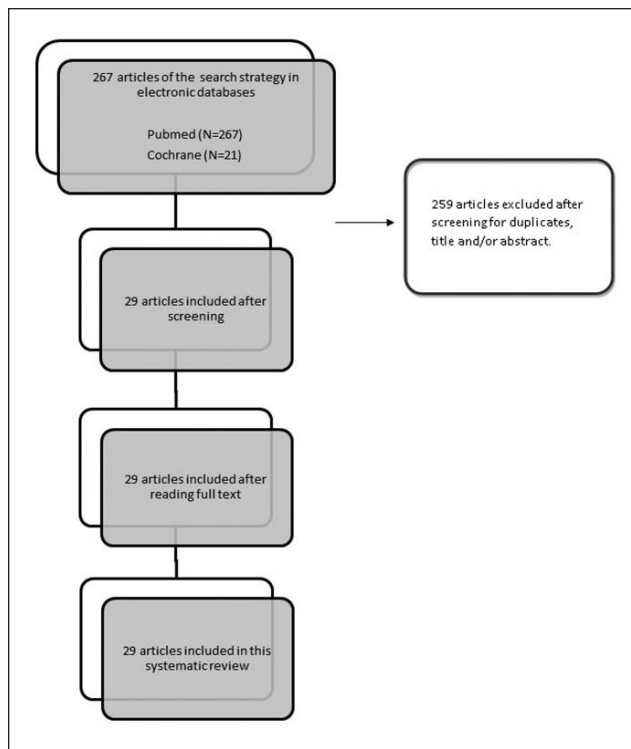 267 articles of the search strategy in
electronic databases
Pubmed (N=267)
Cochrane (N=21)
259 articles excluded after
screening for duplicates,
title and/or abstract.
29 articles included after
screening
29 articles included after
reading full text
29 articles included in this
systematic review